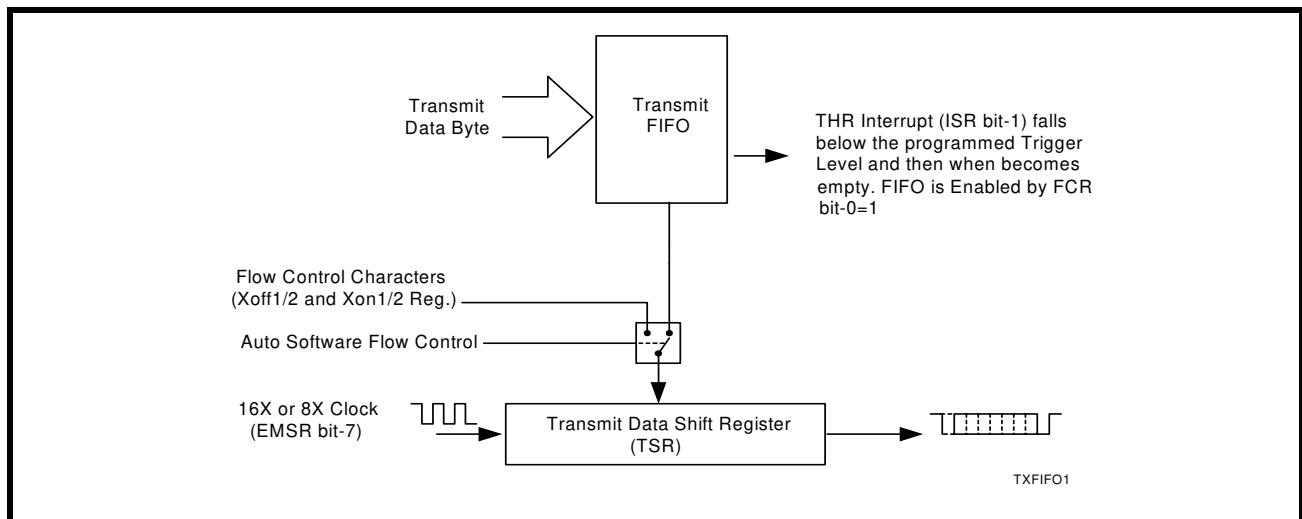 Transmit
Data Byte
Transmit
FIFO
THR Interrupt (ISR bit-1) falls
below the programmed Trigger
Level and then when becomes
empty. FIFO is Enabled by FCR
bit-0=1
Flow Control Characters
(Xoff1/2 and Xon1/2 Reg.)
Auto Software Flow Control
16X or 8X Clock
(EMSR bit-7)
Transmit Data Shift Register
(TSR)
TXFIFO1